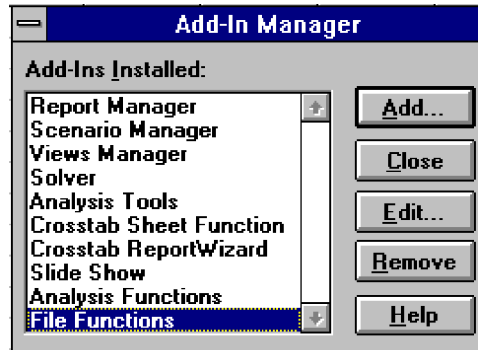 Add-In Manager
Add-Ins Installed:
Report Manager
Scenario Manager
Views Manager
Solver
Analysis Tools
Crosstab Sheet Function
Crosstab ReportWizard
Slide Show
Analysis Functions
File Functions
Add...
Close
Edit...
Remove
Help